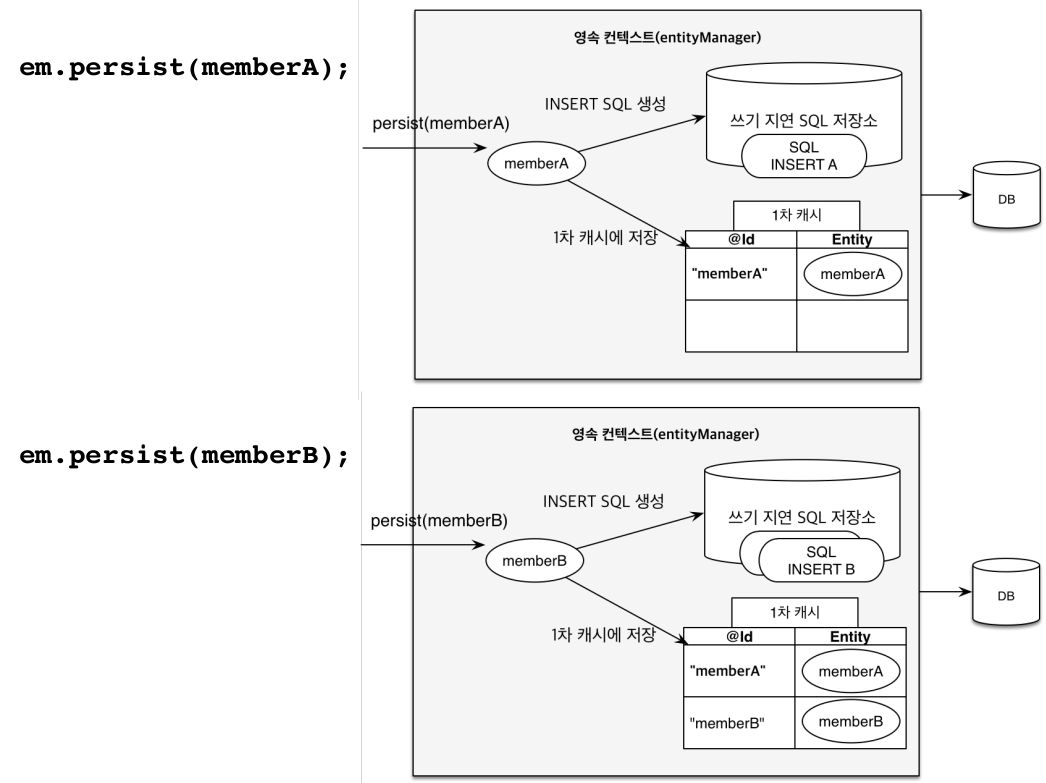 em.persist(memberA);
영속 컨텍스트(entityManager)
INSERT SQL 생성
persist(memberA)
memberA
쓰기 지연 SQL 저장소
SQL
INSERT A
DB
1차 캐시
1차 캐시에 저장
@Id Entity
"memberA" memberA
em.persist(memberB);
영속 컨텍스트(entityManager)
INSERT SQL 생성
persist(memberB)
memberB
쓰기 지연 SQL 저장소
SQL
INSERT B
DB
1차 캐시
1차 캐시에 저장
@Id Entity
"memberA" memberA
"memberB" memberB